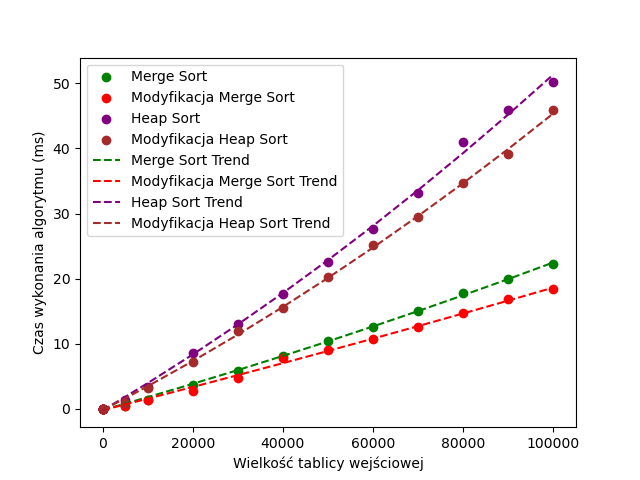 Merge Sort
Modyfikacja Merge Sort
Heap Sort
Modyfikacja Heap Sort
Merge Sort Trend
Modyfikacja Merge Sort Trend
Heap Sort Trend
Modyfikacja Heap Sort Trend
50
40
30
20
10
0
Czas wykonania algorytmu (ms)
0 20000 40000 60000 80000 100000
Wielkość tablicy wejściowej